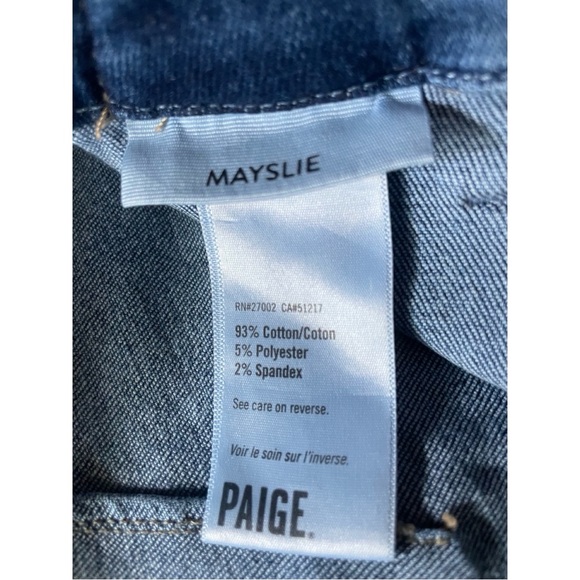 MAYSLIE
RN#27002 CA#51217
93% Cotton/Coton
5% Polyester
2% Spandex
See care on reverse.
Voir le soin sur l'inverse.
PAIGE®